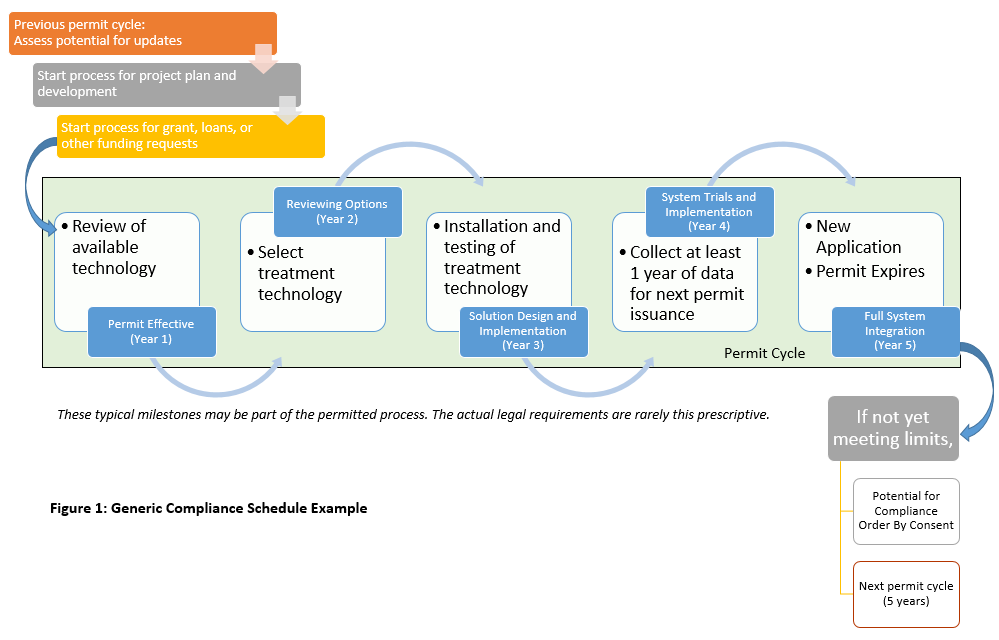 Previous permit cycle:
Assess potential for updates
Start process for project plan and
development
Start process for grant, loans, or
other funding requests
• Review of
available
technology
Permit Effective
(Year 1)
Reviewing Options
(Year 2)
• Select
treatment
technology
• Installation and
testing of
treatment
technology
Solution Design and
Implementation
(Year 3)
System Trials and
Implementation
(Year 4)
• Collect at least
1 year of data
for next permit
issuance
• New
Application
• Permit Expires
Full System
Integration
(Year 5)
Permit Cycle
These typical milestones may be part of the permitted process. The actual legal requirements are rarely this prescriptive.
If not yet
meeting limits,
Potential for
Compliance
Order By Consent
Next permit cycle
(5 years)
Figure 1: Generic Compliance Schedule Example